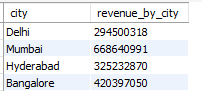 city revenue_by_city
Delhi 294500318
Mumbai 668640991
Hyderabad 325232870
Bangalore 420397050